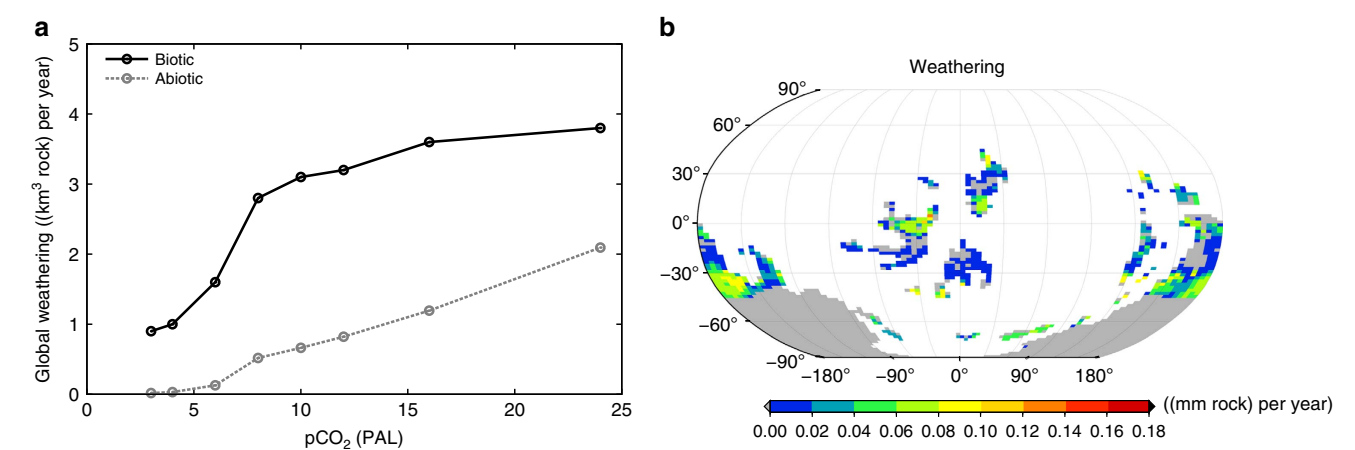 a
Global weathering ((km³ rock) per year)
5
4
3
2
1
0
Biotic
Abiotic
0 5 10 15 20 25
pCO₂ (PAL)
b
Weathering
90°
60°
30°
0°
−30°
−60°
−90°
−180° −90° 0° 90° 180°
((mm rock) per year)
0.00 0.02 0.04 0.06 0.08 0.10 0.12 0.14 0.16 0.18